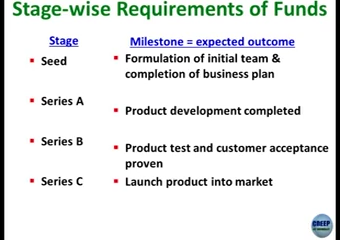 Stage-wise Requirements of Funds
Stage Milestone = expected outcome
Seed Formulation of initial team &
completion of business plan
Series A Product development completed
Series B Product test and customer acceptance
proven
Series C Launch product into market
CREEP